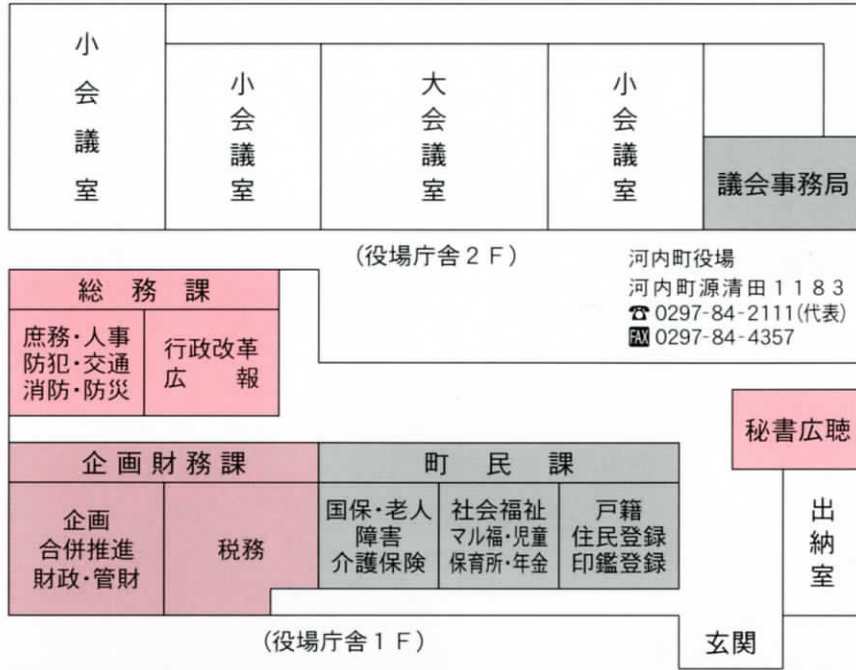 小会議室
小会議室
大会議室
小会議室
議会事務局
(役場庁舎２Ｆ)
河内町役場
河内町源清田１１８３
☎ 0297-84-2111(代表)
FAX 0297-84-4357
総務課
庶務・人事
防犯・交通
消防・防災
行政改革
広報
秘書広聴
企画財務課
企画
合併推進
財政・管財
税務
町民課
国保・老人
障害
介護保険
社会福祉
マル福・児童
保育所・年金
戸籍
住民登録
印鑑登録
出納室
玄関
(役場庁舎１Ｆ)